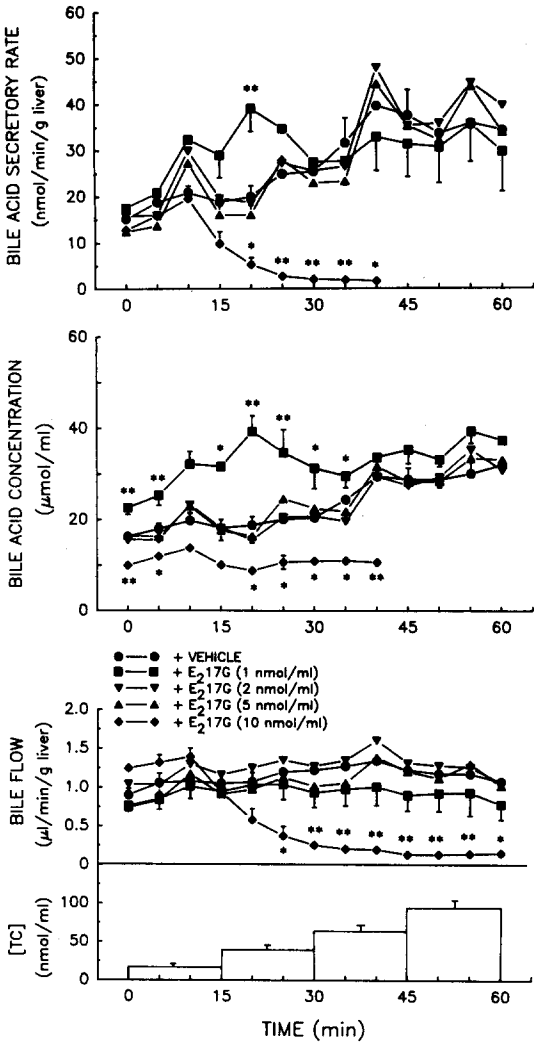 BILE ACID SECRETORY RATE
(nmol/min/g liver)
60
50
40
30
20
10
0
**
* ** ** ** *
0 15 30 45 60
BILE ACID CONCENTRATION
(μmol/ml)
60
40
20
0
** ** * ** ** * *
** * * * * * **
0 15 30 45 60
+ VEHICLE
+ E₂17G (1 nmol/ml)
+ E₂17G (2 nmol/ml)
+ E₂17G (5 nmol/ml)
+ E₂17G (10 nmol/ml)
BILE FLOW
(μl/min/g liver)
2.0
1.5
1.0
0.5
0
* ** ** ** ** ** ** *
[TC]
(nmol/ml)
100
50
0
0 15 30 45 60
TIME (min)